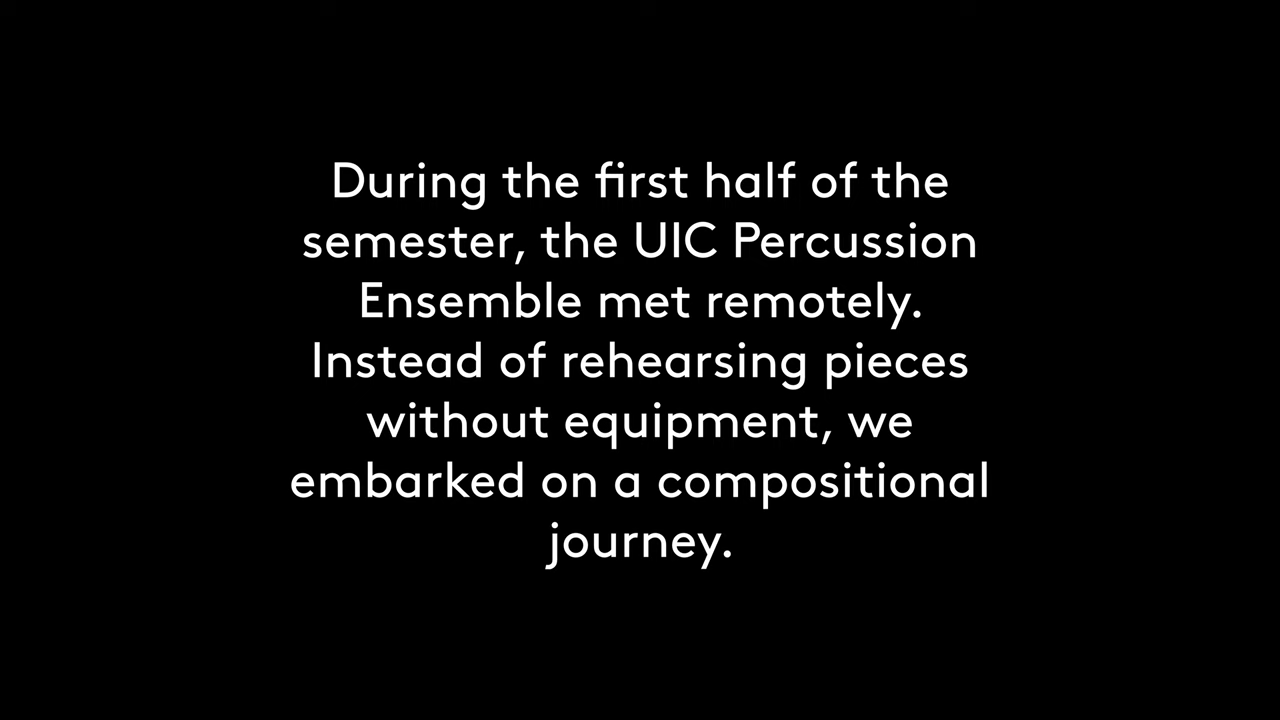 During the first half of the
semester, the UIC Percussion
Ensemble met remotely.
Instead of rehearsing pieces
without equipment, we
embarked on a compositional
journey.